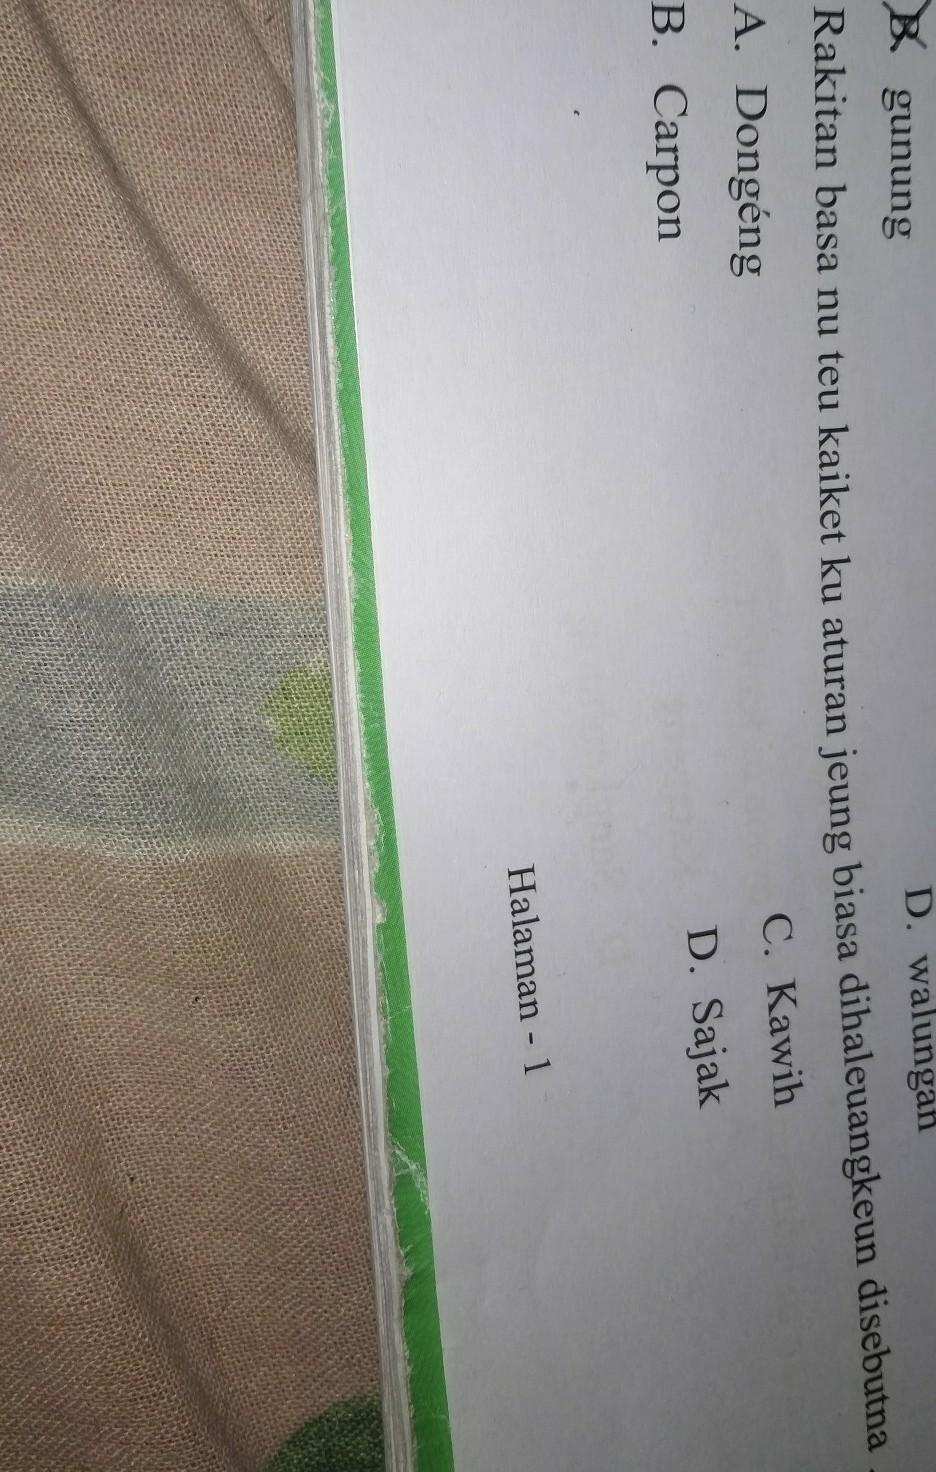 B. gunung
D. walungan
Rakitan basa nu teu kaiket ku aturan jeung biasa dihaleuangkeun disebutna .
A. Dongéng
C. Kawih
B. Carpon
D. Sajak
Halaman - 1